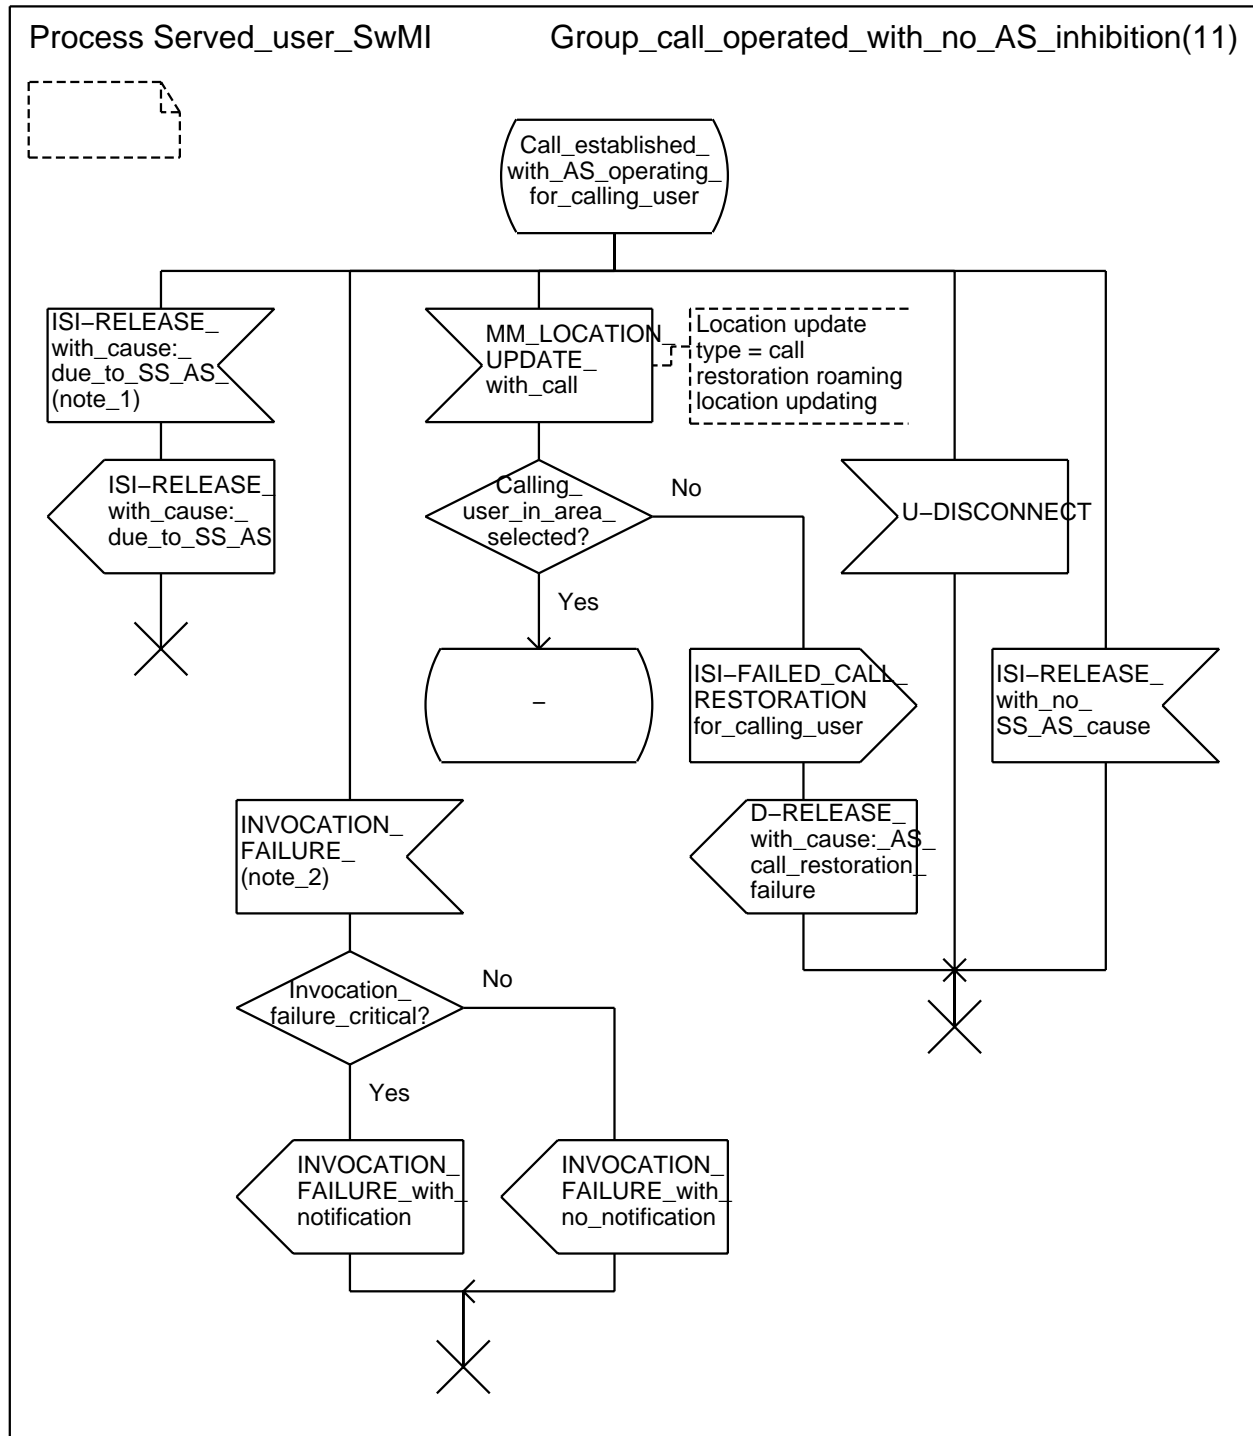 Process Served_user_SwMI
Group_call_operated_with_no_AS_inhibition(11)
Call_established_
with_AS_operating_
for_calling_user
ISI−RELEASE_
with_cause:_
due_to_SS_AS_
(note_1)
MM_LOCATION_
UPDATE_
with_call
Location update
type = call
restoration roaming
location updating
ISI−RELEASE_
with_cause:_
due_to_SS_AS
Calling_
user_in_area_
selected?
No
U−DISCONNECT
Yes
−
ISI−FAILED_CALL_
RESTORATION
for_calling_user
ISI−RELEASE_
with_no_
SS_AS_cause
INVOCATION_
FAILURE_
(note_2)
D−RELEASE_
with_cause:_AS_
call_restoration_
failure
Invocation_
failure_critical?
No
Yes
INVOCATION_
FAILURE_with_
notification
INVOCATION_
FAILURE_with_
no_notification